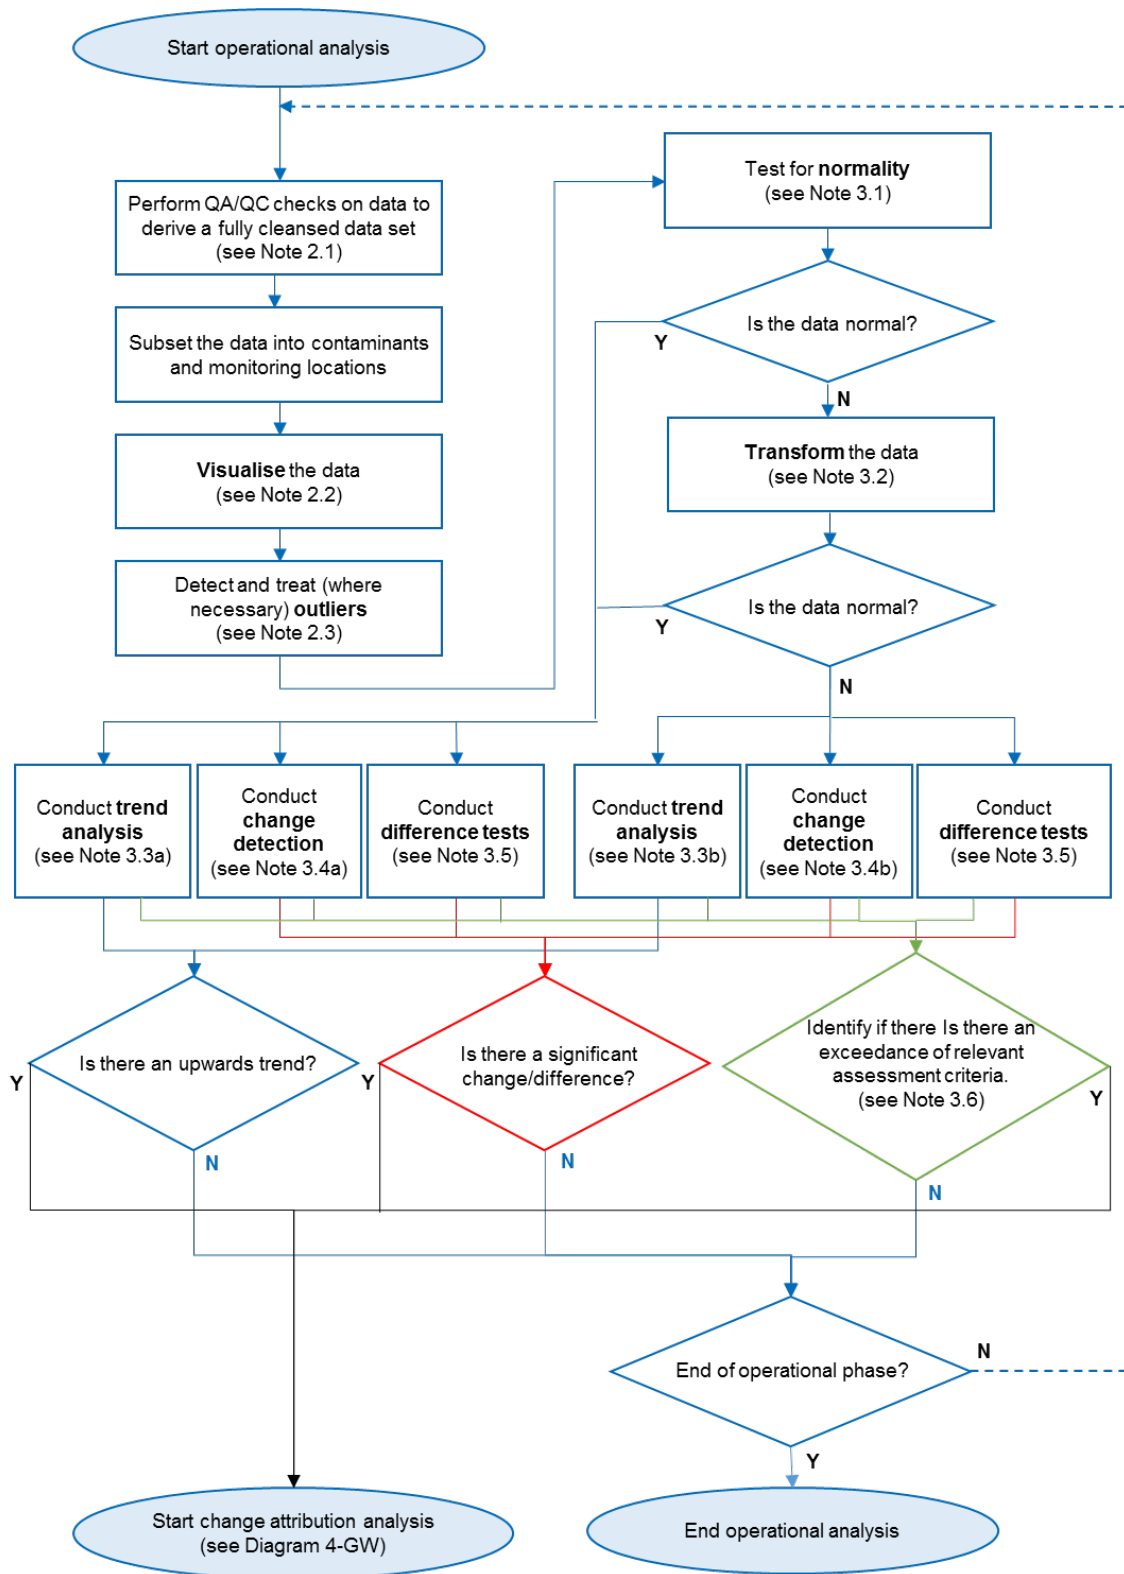 Start operational analysis
Perform QA/QC checks on data to
derive a fully cleansed data set
(see Note 2.1)
Subset the data into contaminants
and monitoring locations
Visualise the data
(see Note 2.2)
Detect and treat (where
necessary) outliers
(see Note 2.3)
Test for normality
(see Note 3.1)
Is the data normal?
Y
N
Transform the data
(see Note 3.2)
Is the data normal?
Y
N
Conduct trend
analysis
(see Note 3.3a)
Conduct
change
detection
(see Note 3.4a)
Conduct
difference tests
(see Note 3.5)
Conduct trend
analysis
(see Note 3.3b)
Conduct
change
detection
(see Note 3.4b)
Conduct
difference tests
(see Note 3.5)
Is there an upwards trend?
Y
N
Is there a significant
change/difference?
Y
N
Identify if there Is there an
exceedance of relevant
assessment criteria.
(see Note 3.6)
Y
N
End of operational phase?
N
Y
Start change attribution analysis
(see Diagram 4-GW)
End operational analysis